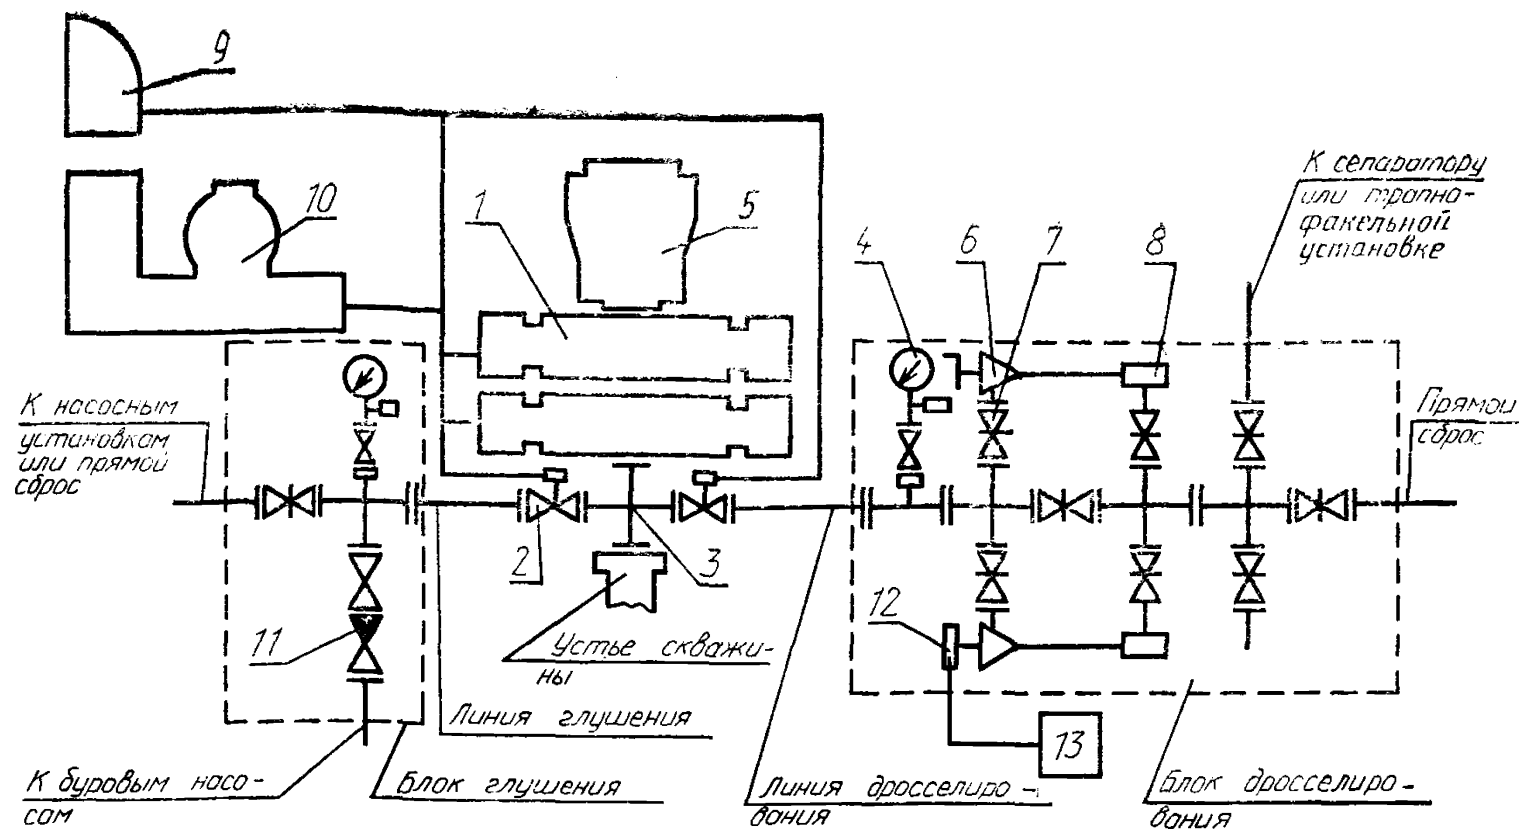 9
10
1
5
4
6
7
8
К сепаратору
или трапно-
факельной
установке
К насосным
установкам
или прямой
сброс
Прямой
сброс
2
3
11
12
13
Устье скважи-
ны
Линия глушения
К буровым насо-
сам
Блок глушения
Линия дросселиро-
вания
Блок дросселиро-
вания